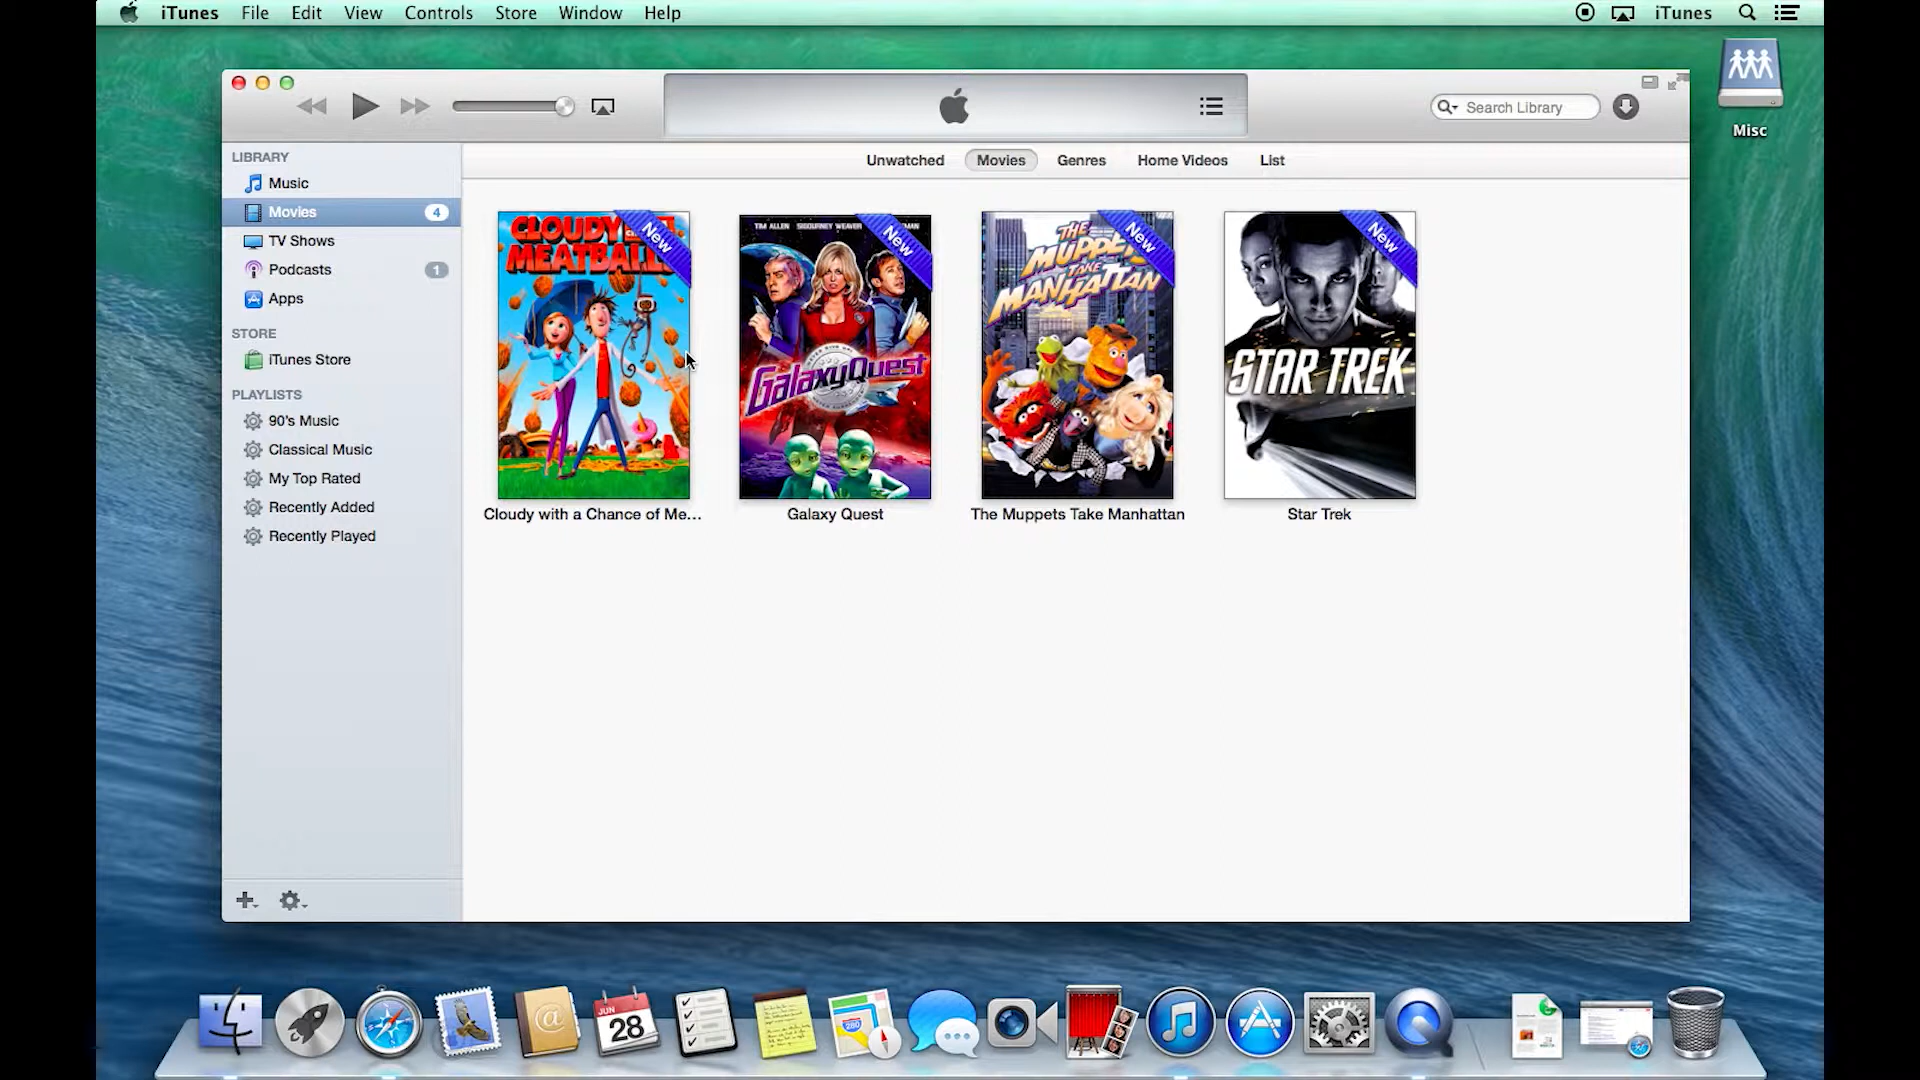 iTunes File Edit View Controls Store Window Help iTunes
Misc
Search Library
LIBRARY
Music
Movies 4
TV Shows
Podcasts 1
Apps
STORE
iTunes Store
PLAYLISTS
90's Music
Classical Music
My Top Rated
Recently Added
Recently Played
Unwatched Movies Genres Home Videos List
CLOUDY
MEATBALLS
New
TIM ALLEN SIGOURNEY WEAVER
New
GalaxyQuest
THE
MUPPETS
TAKE
MANHATTAN
New
New
STAR TREK
Cloudy with a Chance of Me...
Galaxy Quest
The Muppets Take Manhattan
Star Trek
JUN
28
280